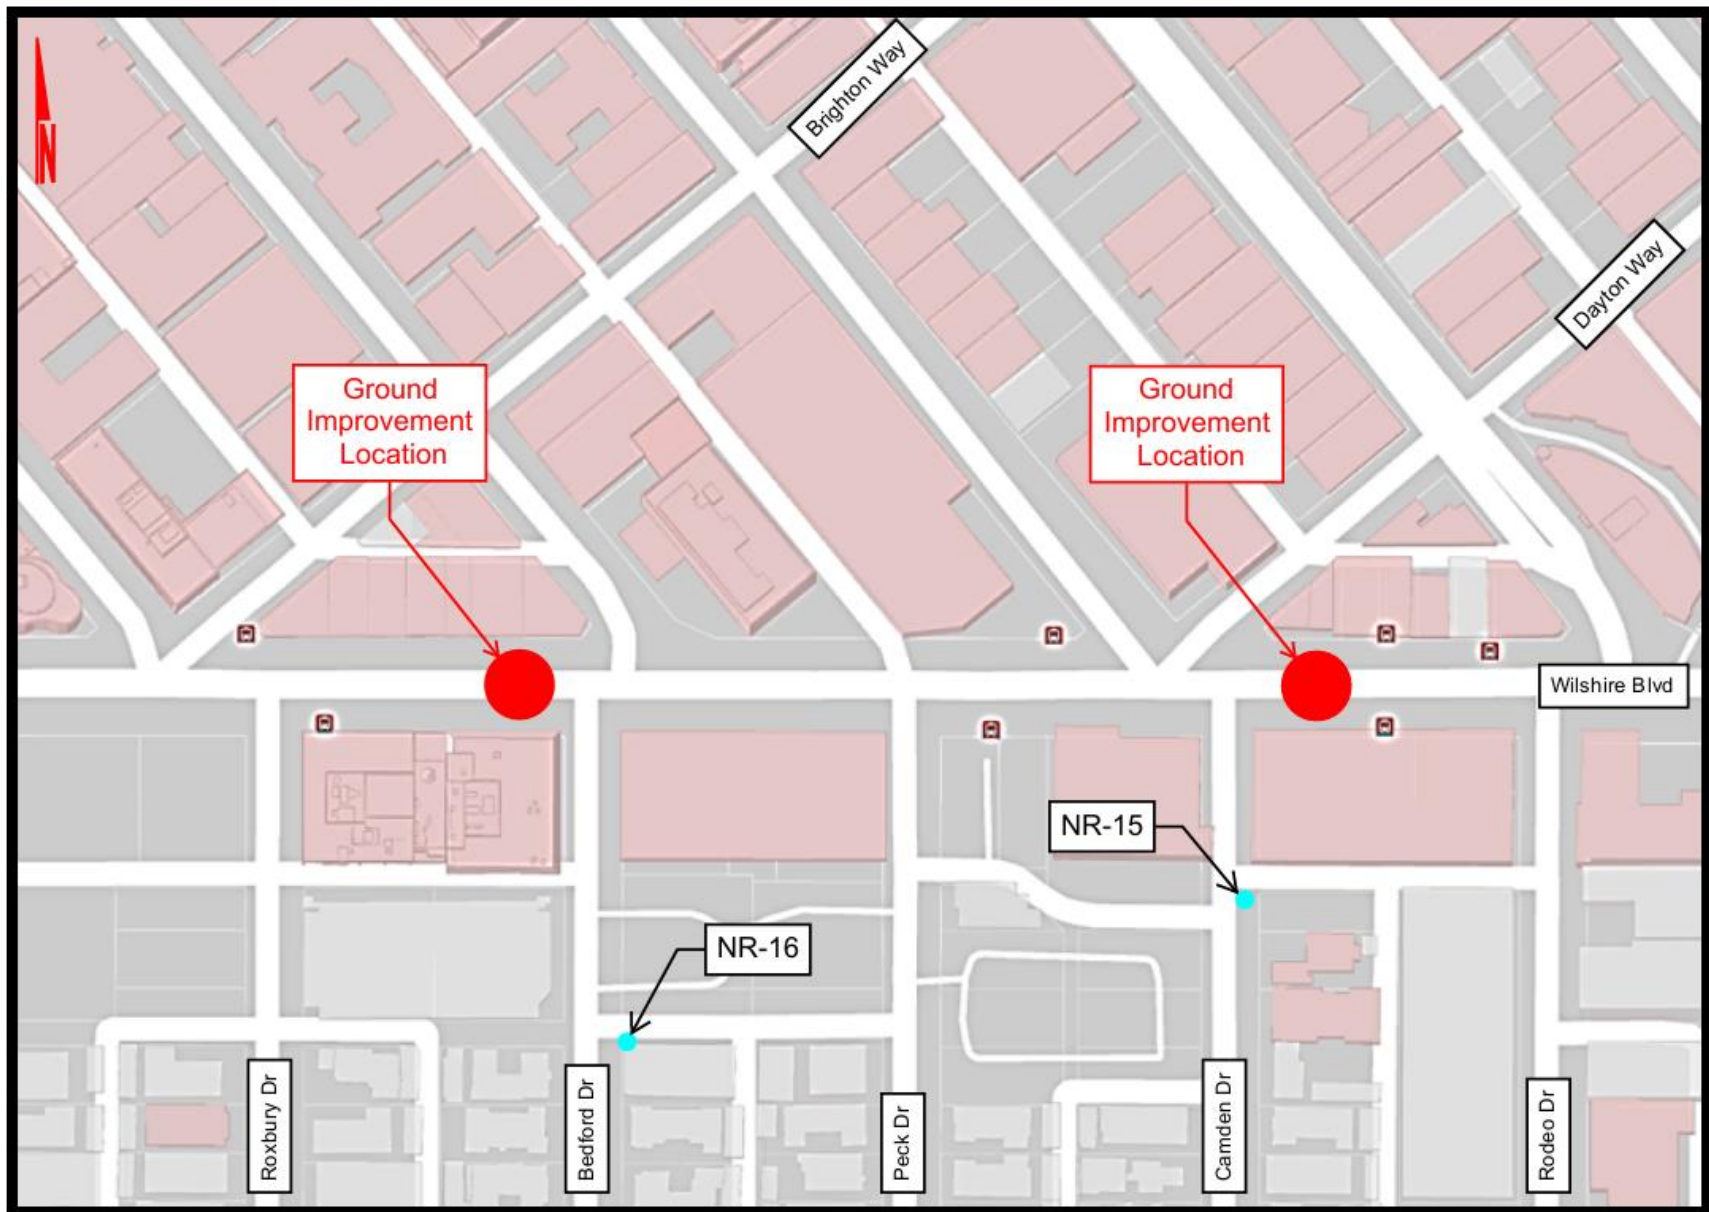 Brighton Way
N
Dayton Way
Ground
Improvement
Location
Ground
Improvement
Location
Wilshire Blvd
NR-15
NR-16
Roxbury Dr
Bedford Dr
Peck Dr
Camden Dr
Rodeo Dr